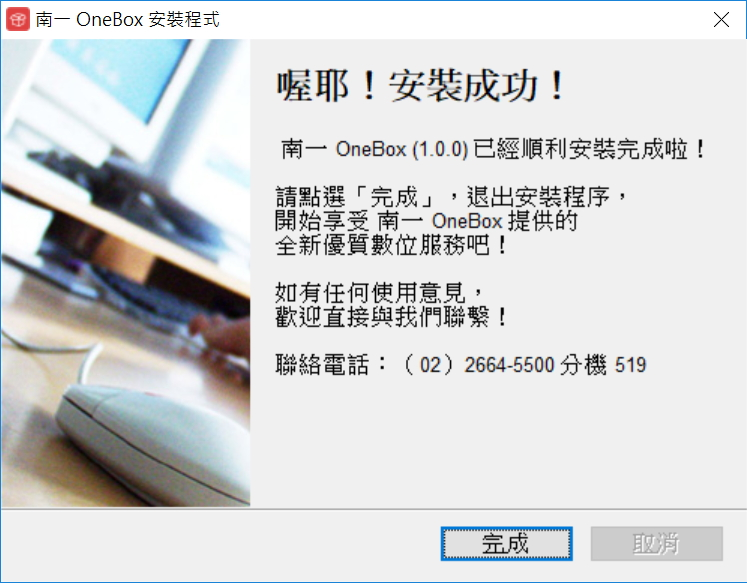 南一 OneBox 安裝程式
喔耶！安裝成功！
南一 OneBox (1.0.0) 已經順利安裝完成啦！
請點選「完成」，退出安裝程序，
開始享受 南一 OneBox 提供的
全新優質數位服務吧！
如有任何使用意見，
歡迎直接與我們聯繫！
聯絡電話：（02）2664-5500 分機 519
完成
取消